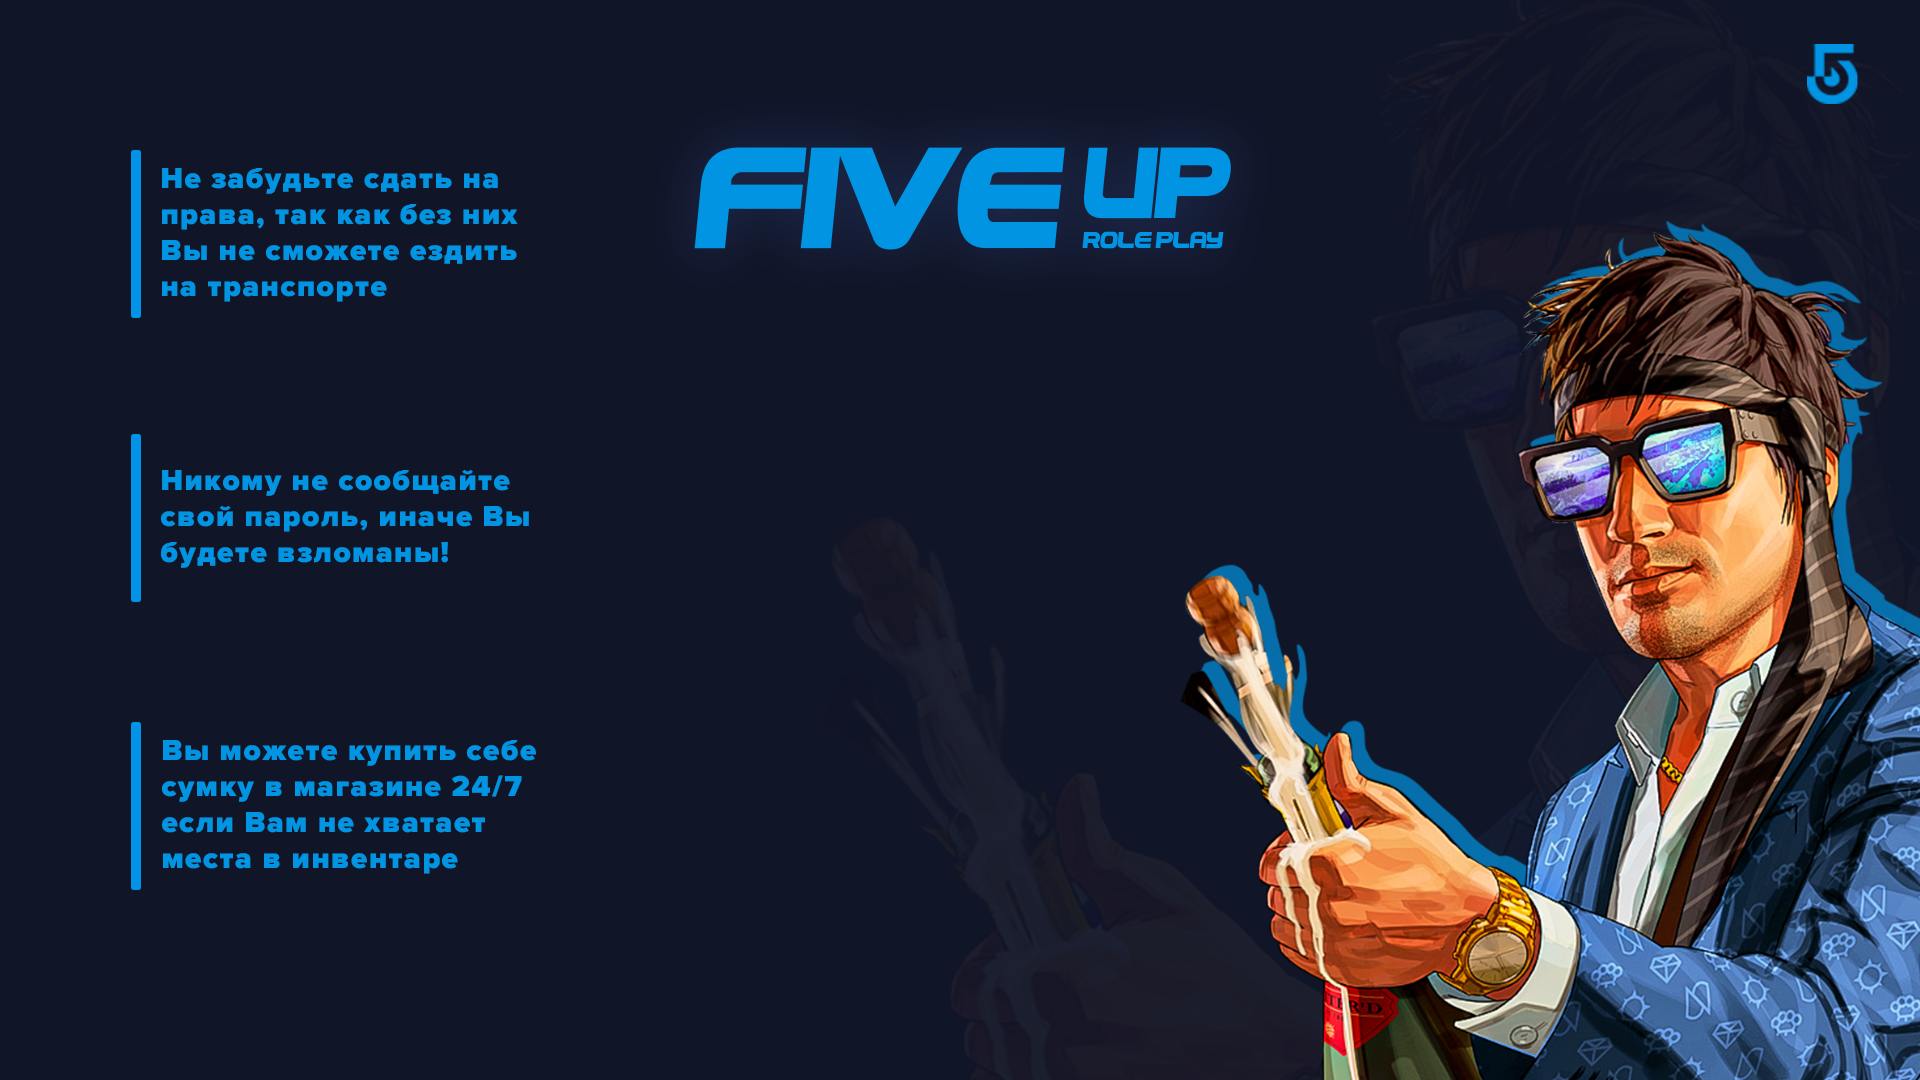 Не забудьте сдать на
права, так как без них
Вы не сможете ездить
на транспорте
Никому не сообщайте
свой пароль, иначе Вы
будете взломаны!
Вы можете купить себе
сумку в магазине 24/7
если Вам не хватает
места в инвентаре
FIVE UP
ROLE PLAY
5